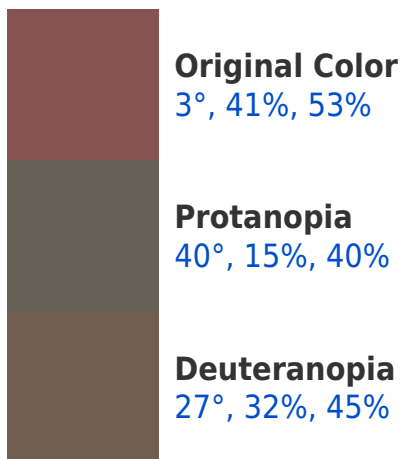 Original Color
3°, 41%, 53%
Protanopia
40°, 15%, 40%
Deuteranopia
27°, 32%, 45%